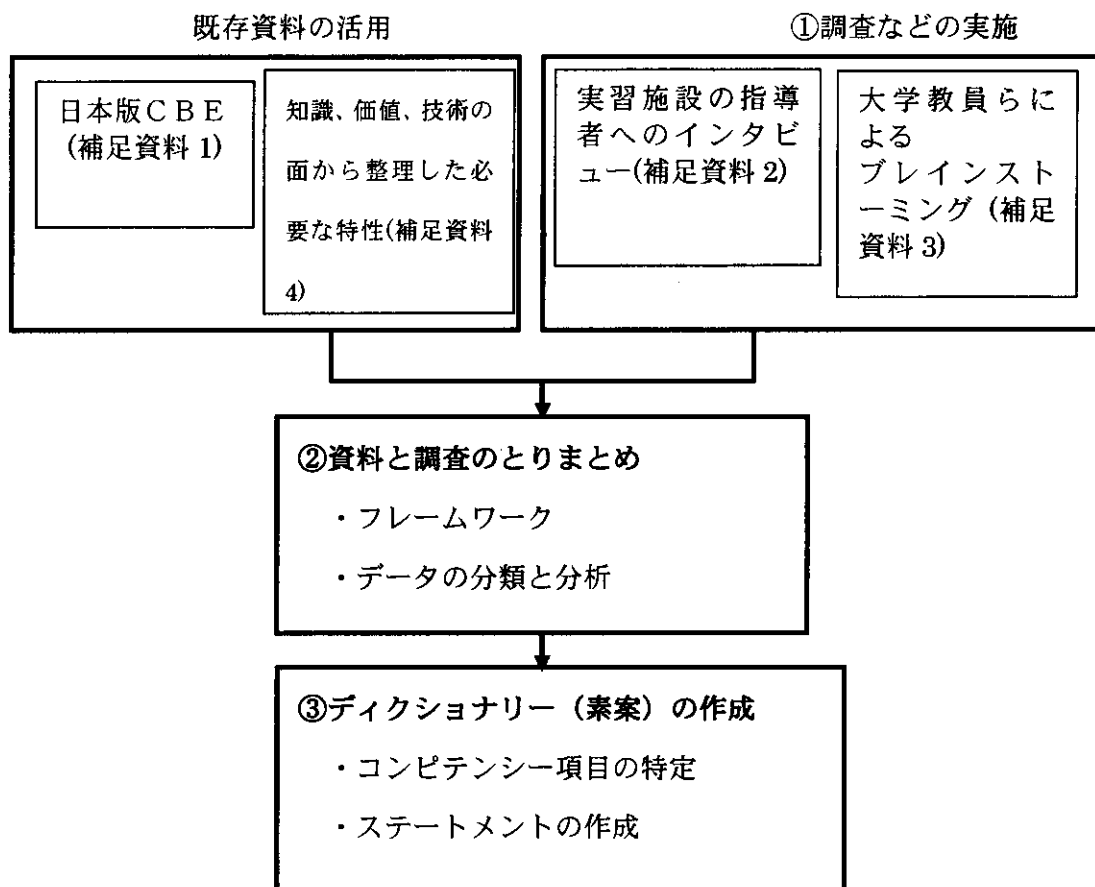 既存資料の活用
①調査などの実施
日本版CBE
(補足資料 1)
知識、価値、技術の
面から整理した必
要な特性(補足資料
4)
実習施設の指導
者へのインタビ
ュー(補足資料 2)
大学教員らに
よる
ブレインスト
ーミング (補足
資料 3)
②資料と調査のとりまとめ
・フレームワーク
・データの分類と分析
③ディクショナリー（素案）の作成
・コンピテンシー項目の特定
・ステートメントの作成